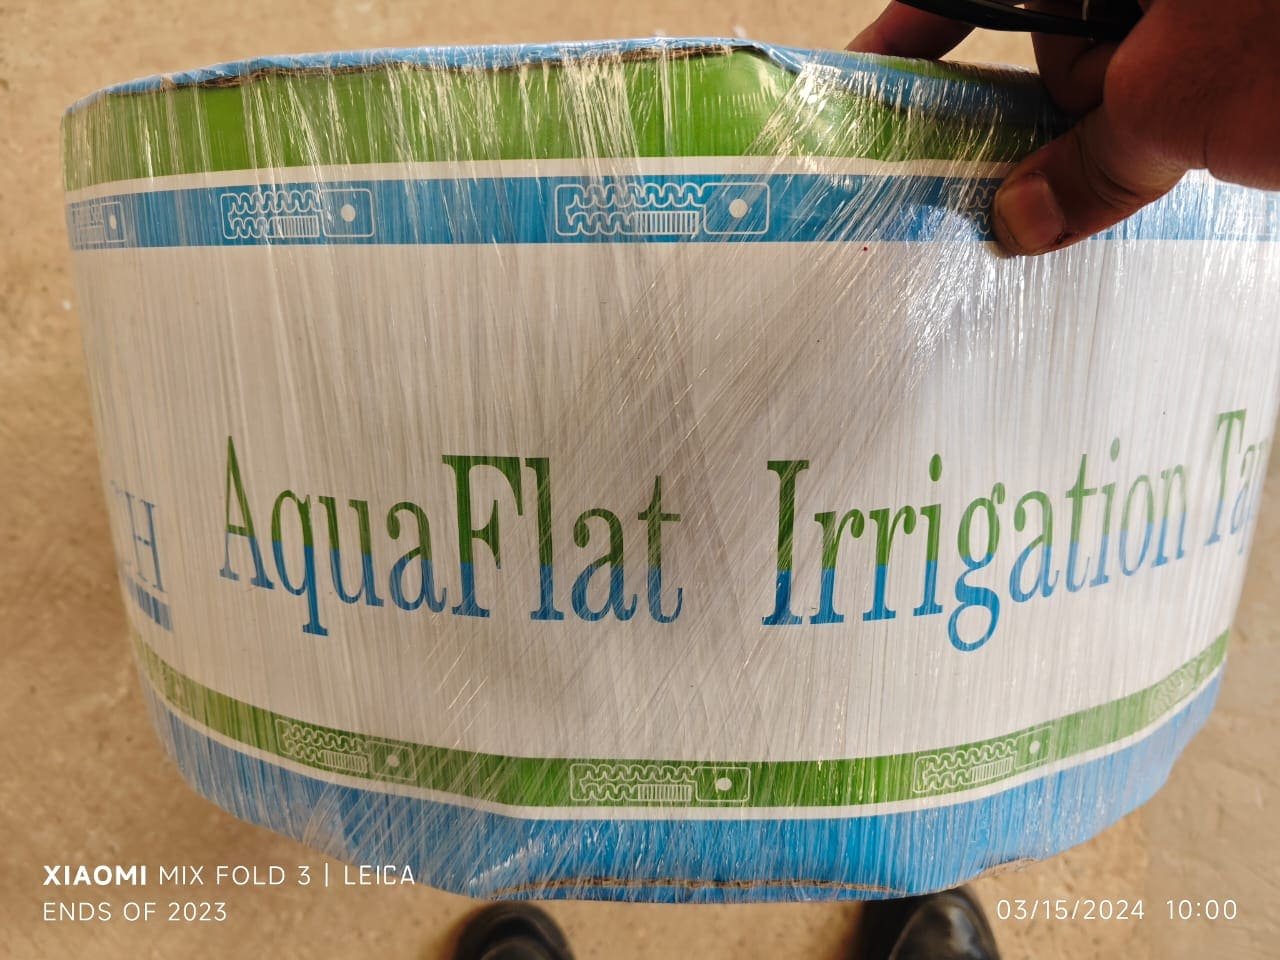 AquaFlat Irrigation
XIAOMI MIX FOLD 3 | LEICA
ENDS OF 2023
03/15/2024 10:00